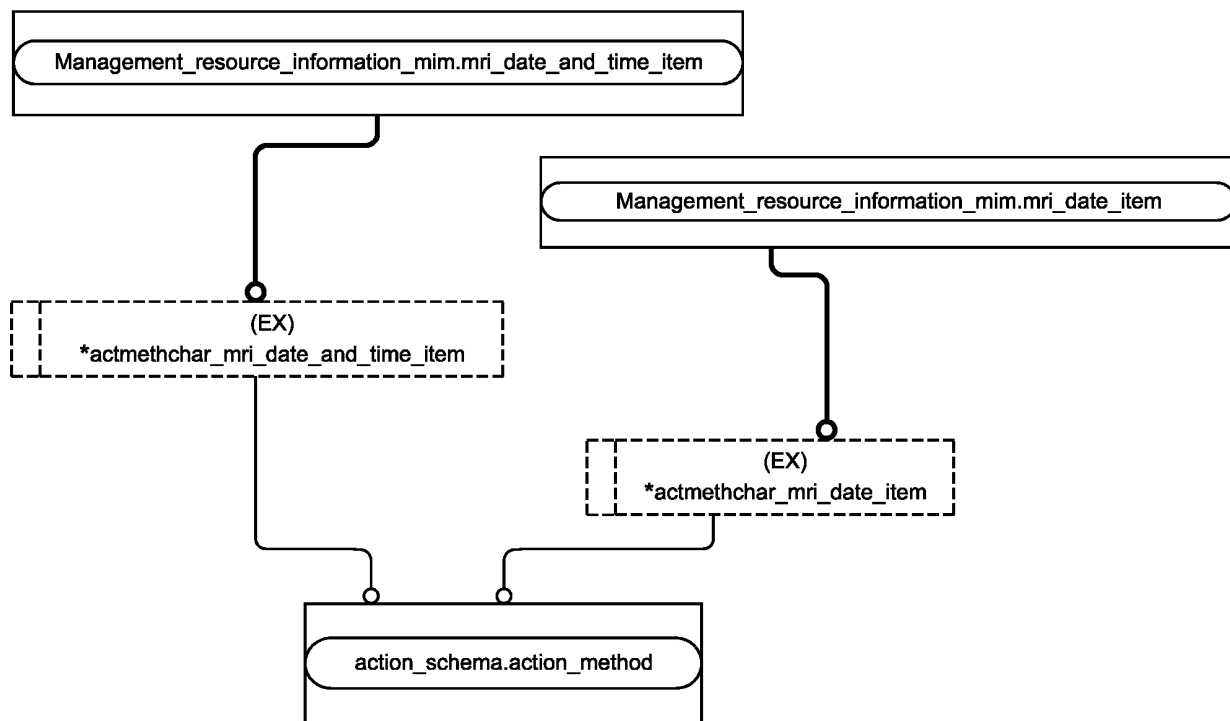 Management_resource_information_mim.mri_date_and_time_item
Management_resource_information_mim.mri_date_item
(EX)
*actmethchar_mri_date_and_time_item
(EX)
*actmethchar_mri_date_item
action_schema.action_method